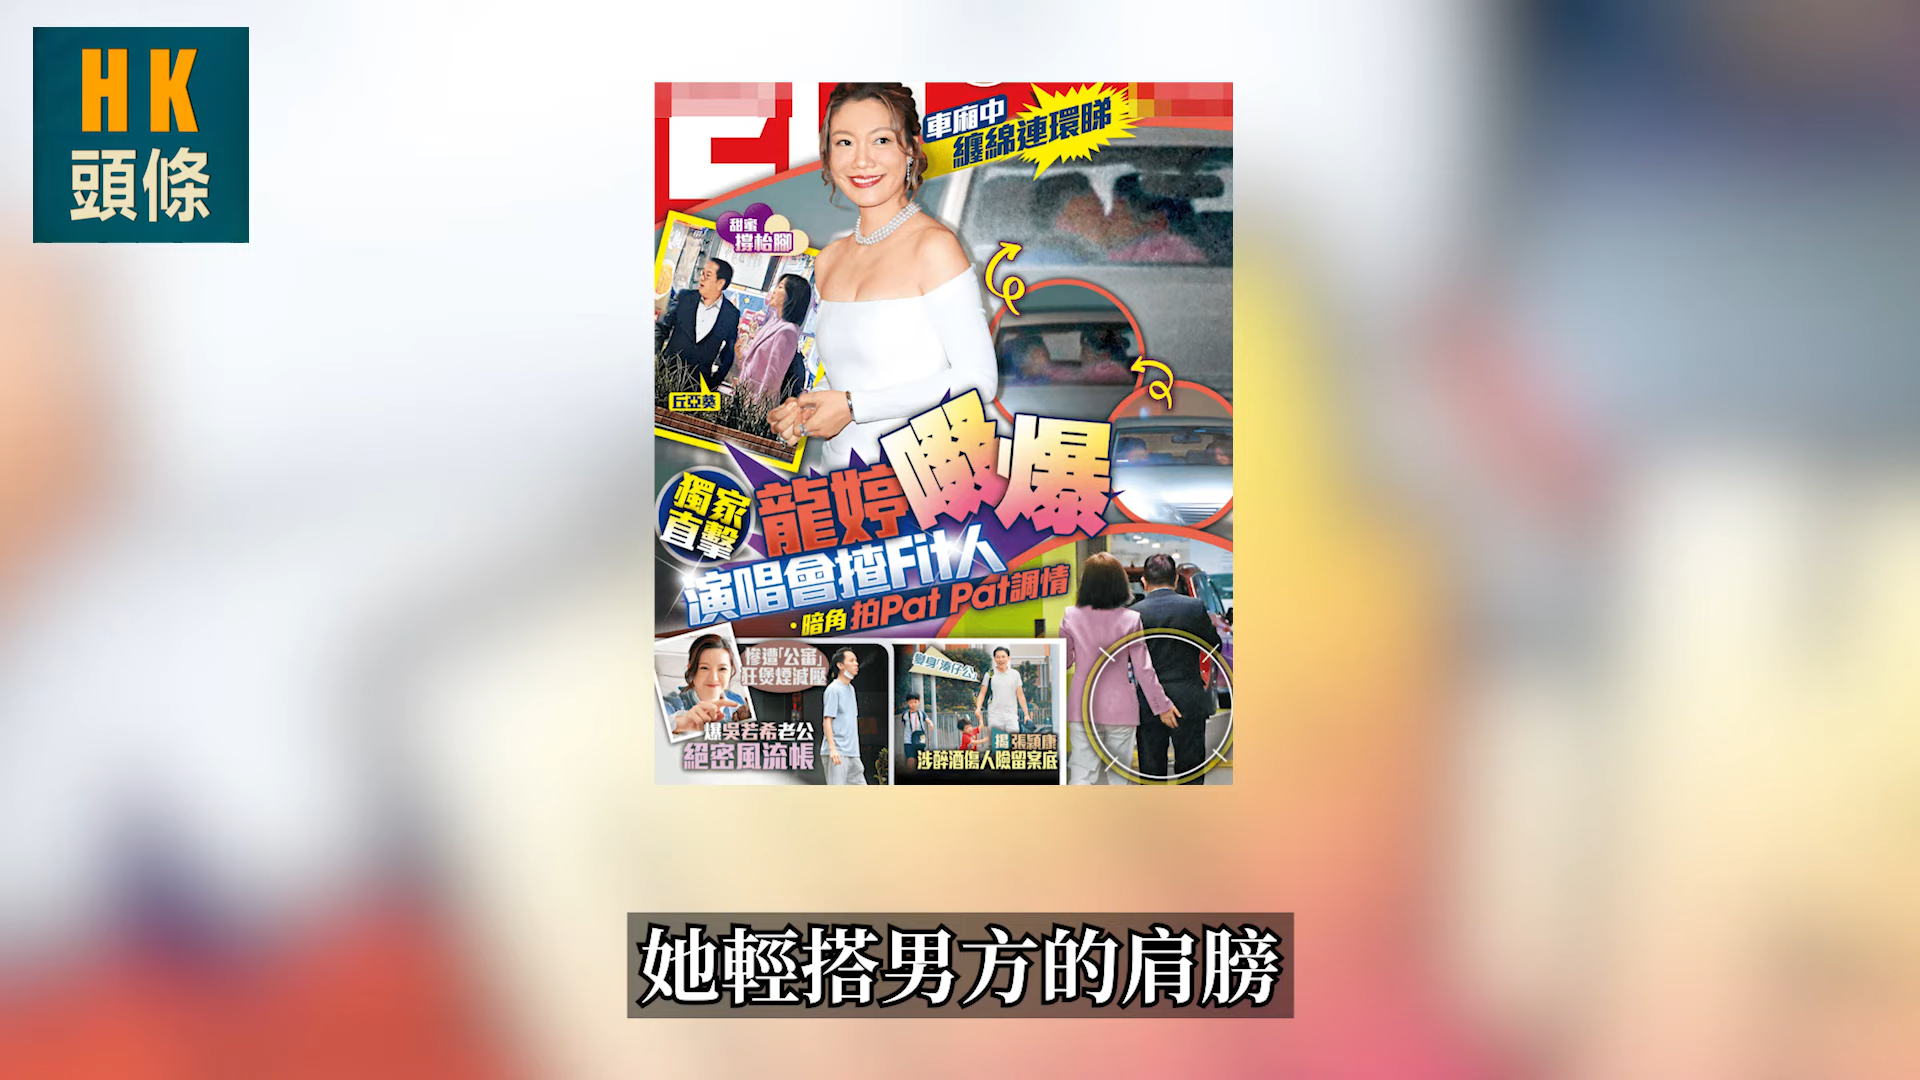 HK
頭條
車廂中
纏綿連環睇
甜蜜
撐枱腳
丘亞葵
獨家
直擊
龍婷
爆
演唱會揸Fit人
•暗角拍Pat Pat調情
慘遭「公審」
狂煲煙減壓
爆吳若希老公
絕密風流帳
變身「湊仔公」
揭張穎康
涉醉酒傷人險留案底
她輕搭男方的肩膀